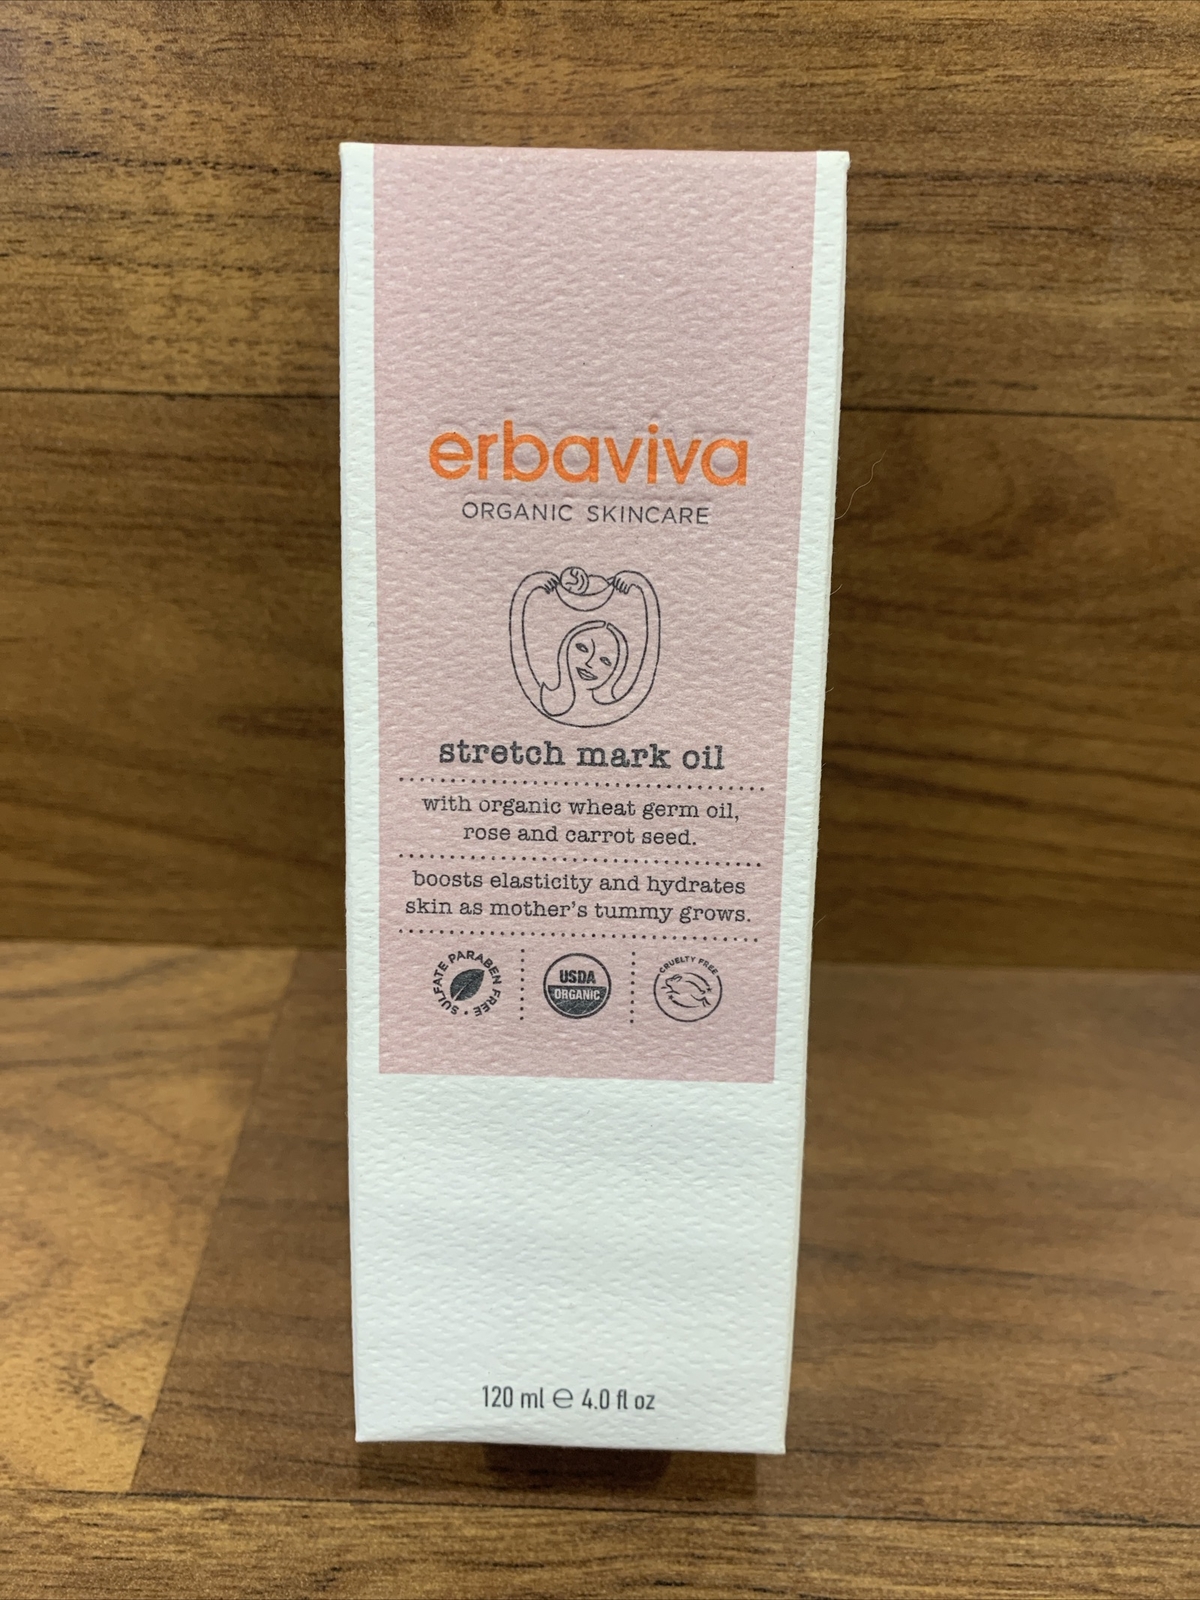 erbaviva
ORGANIC SKINCARE
stretch mark oil
with organic wheat germ oil,
rose and carrot seed.
boosts elasticity and hydrates
skin as mother's tummy grows.
SULFATE PARABEN FREE •
USDA
ORGANIC
CRUELTY FREE
120 ml ℮ 4.0 fl oz